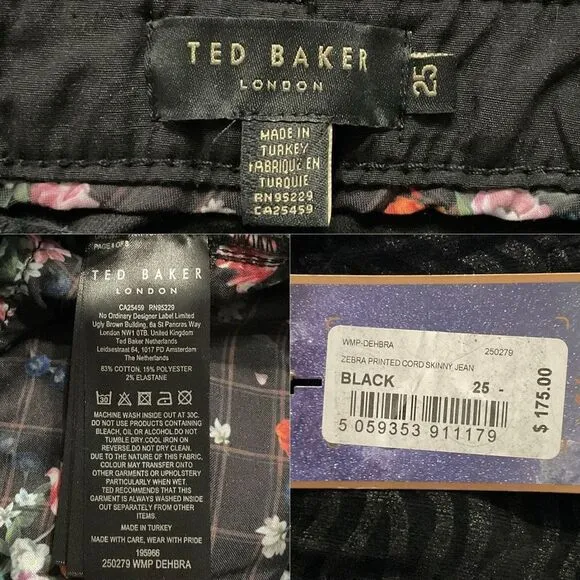 TED BAKER
LONDON
25
MADE IN
TURKEY
FABRIQUÉ EN
TURQUIE
RN95229
CA25459
PAGE 1 OF 8
TED BAKER
LONDON
CA25459 RN95229
No Ordinary Designer Label Limited
Ugly Brown Building, 6a St Pancras Way
London NW1 0TB. United Kingdom
Ted Baker Netherlands
Leidsestraat 64, 1017 PD Amsterdam
The Netherlands
83% COTTON, 15% POLYESTER
2% ELASTANE
MACHINE WASH INSIDE OUT AT 30C.
DO NOT USE PRODUCTS CONTAINING
BLEACH, OIL OR ALCOHOL.DO NOT
TUMBLE DRY.COOL IRON ON
REVERSE.DO NOT DRY CLEAN.
DUE TO THE NATURE OF THIS FABRIC,
COLOUR MAY TRANSFER ONTO
OTHER GARMENTS OR UPHOLSTERY
PARTICULARLY WHEN WET.
TED RECOMMENDS THAT THIS
GARMENT IS ALWAYS WASHED INSIDE
OUT SEPARATELY FROM OTHER
ITEMS.
MADE IN TURKEY
MADE WITH CARE, WEAR WITH PRIDE
195966
250279 WMP DEHBRA
WMP-DEHBRA 250279
ZEBRA PRINTED CORD SKINNY JEAN
BLACK 25 -
5 059353 911179
$ 175.00